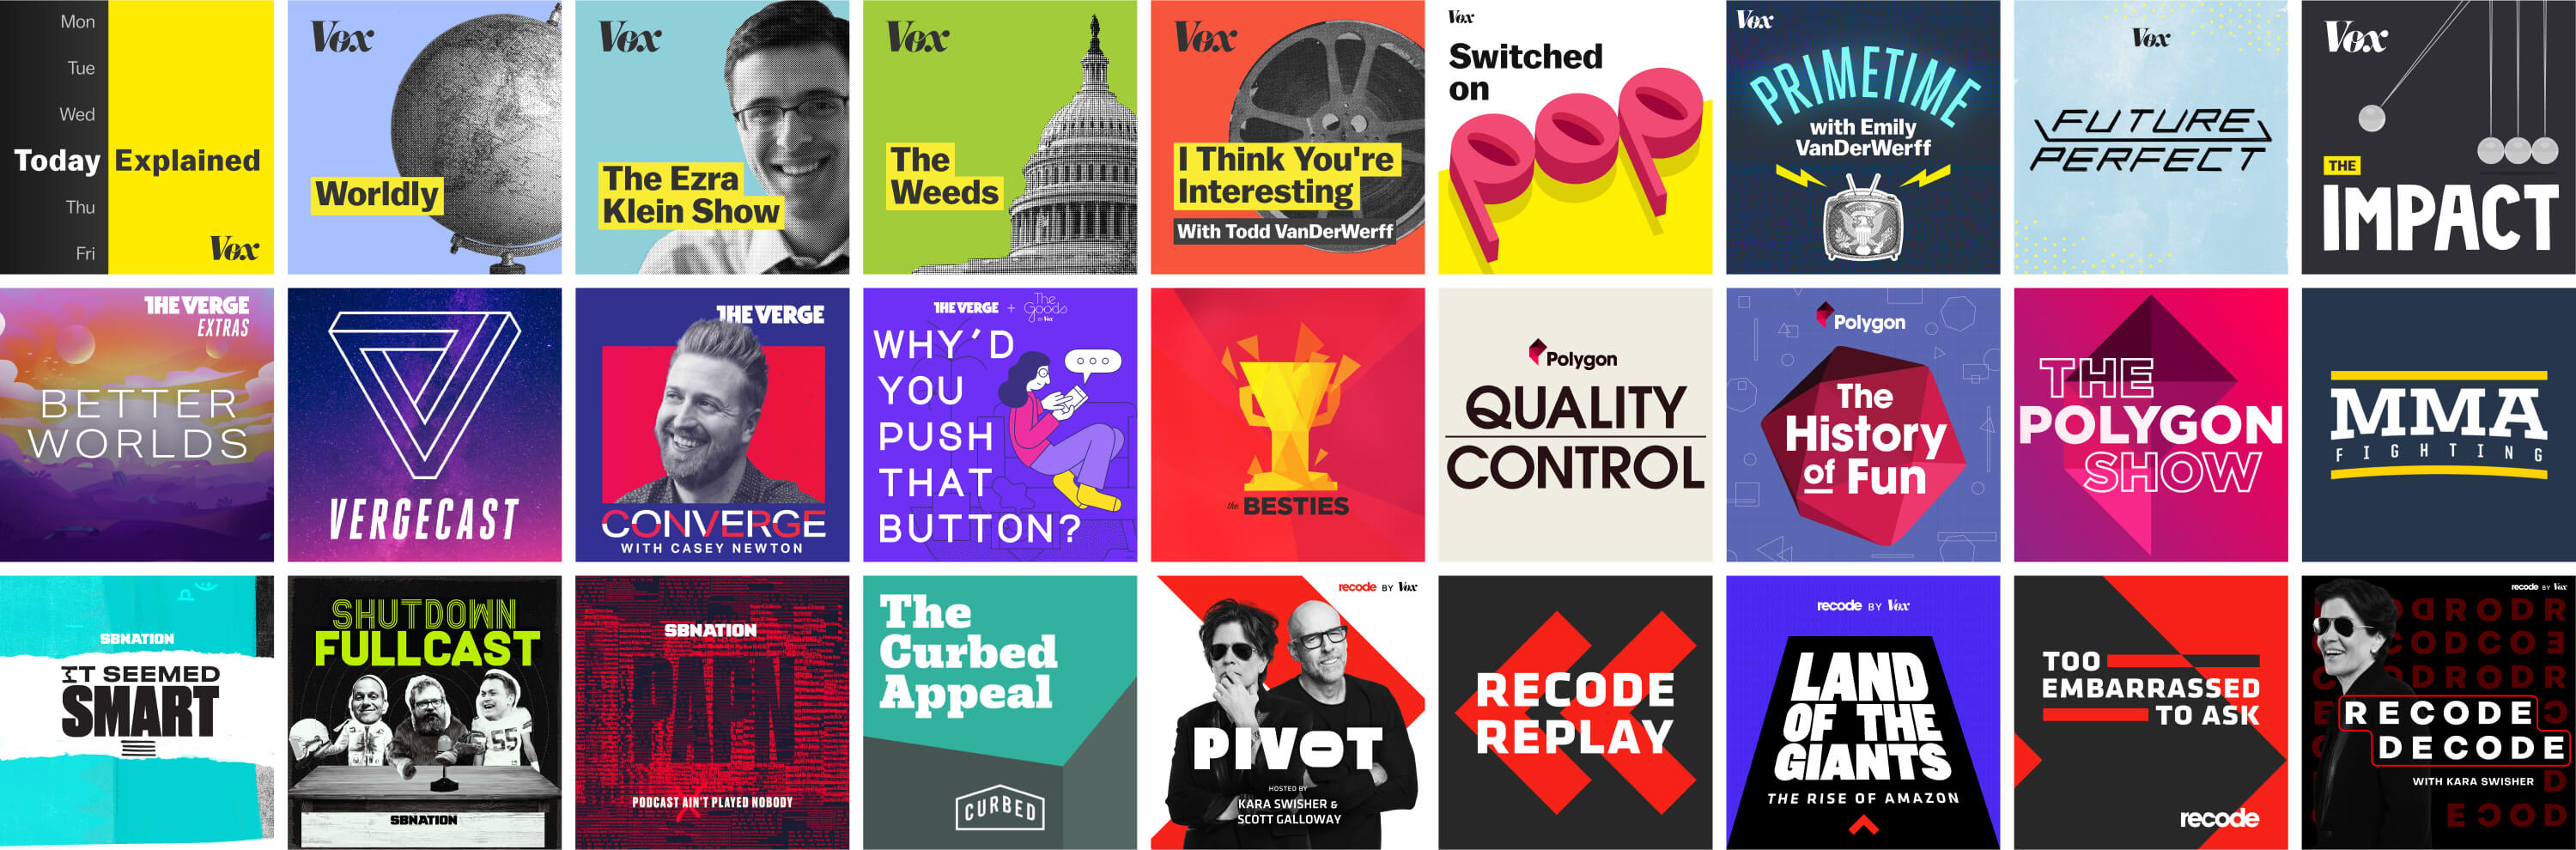 Mon
Tue
Wed
Today Explained
Thu
Fri
Vox
Vox
Worldly
Vox
The Ezra
Klein Show
Vox
The
Weeds
Vox
I Think You're
Interesting
With Todd VanDerWerff
Vox
Switched
on
pop
Vox
PRIMETIME
with Emily
VanDerWerff
Vox
FUTURE
PERFECT
Vox
THE
IMPACT
THE VERGE
EXTRAS
BETTER
WORLDS
VERGECAST
THE VERGE
CONVERGE
WITH CASEY NEWTON
THE VERGE + The Goods BY Vox
WHY'D
YOU
PUSH
THAT
BUTTON?
the BESTIES
Polygon
QUALITY
CONTROL
Polygon
The
History
of Fun
THE
POLYGON
SHOW
MMA
FIGHTING
SBNATION
IT SEEMED
SMART
SHUTDOWN
FULLCAST
55
SBNATION
SBNATION
PAPN
PODCAST AIN'T PLAYED NOBODY
The
Curbed
Appeal
CURBED
recode BY Vox
PIVOT
HOSTED BY
KARA SWISHER &
SCOTT GALLOWAY
RECODE
REPLAY
recode BY Vox
LAND
OF THE
GIANTS
THE RISE OF AMAZON
TOO
EMBARRASSED
TO ASK
recode
recode BY Vox
RECODE
DECODE
WITH KARA SWISHER